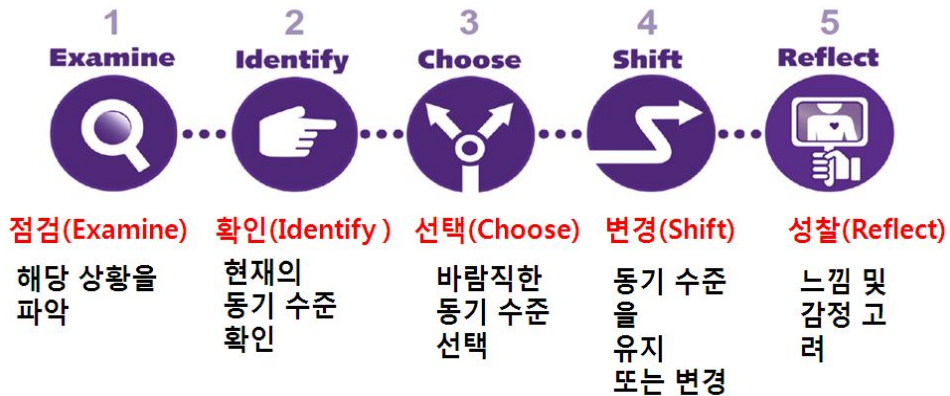 1 2 3 4 5
Examine Identify Choose Shift Reflect
점검(Examine) 확인(Identify ) 선택(Choose) 변경(Shift) 성찰(Reflect)
해당 상황을
파악
현재의
동기 수준
확인
바람직한
동기 수준
선택
동기 수준
을
유지
또는 변경
느낌 및
감정 고
려